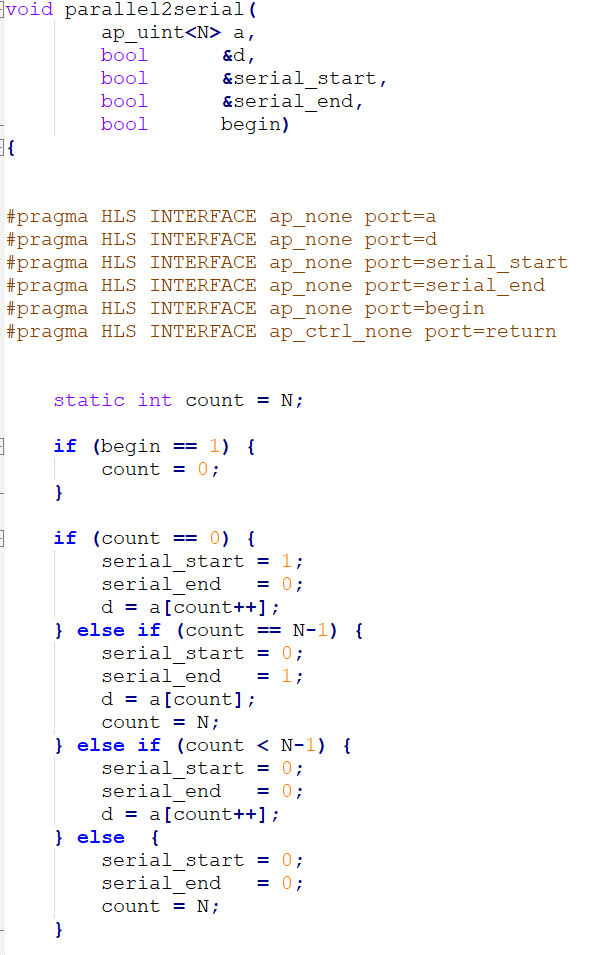 void parallel2serial(
        ap_uint<N> a,
        bool      &d,
        bool      &serial_start,
        bool      &serial_end,
        bool      begin)
{
#pragma HLS INTERFACE ap_none port=a
#pragma HLS INTERFACE ap_none port=d
#pragma HLS INTERFACE ap_none port=serial_start
#pragma HLS INTERFACE ap_none port=serial_end
#pragma HLS INTERFACE ap_none port=begin
#pragma HLS INTERFACE ap_ctrl_none port=return
    static int count = N;
    if (begin == 1) {
        count = 0;
    }
    if (count == 0) {
        serial_start = 1;
        serial_end   = 0;
        d = a[count++];
    } else if (count == N-1) {
        serial_start = 0;
        serial_end   = 1;
        d = a[count];
        count = N;
    } else if (count < N-1) {
        serial_start = 0;
        serial_end   = 0;
        d = a[count++];
    } else  {
        serial_start = 0;
        serial_end   = 0;
        count = N;
    }